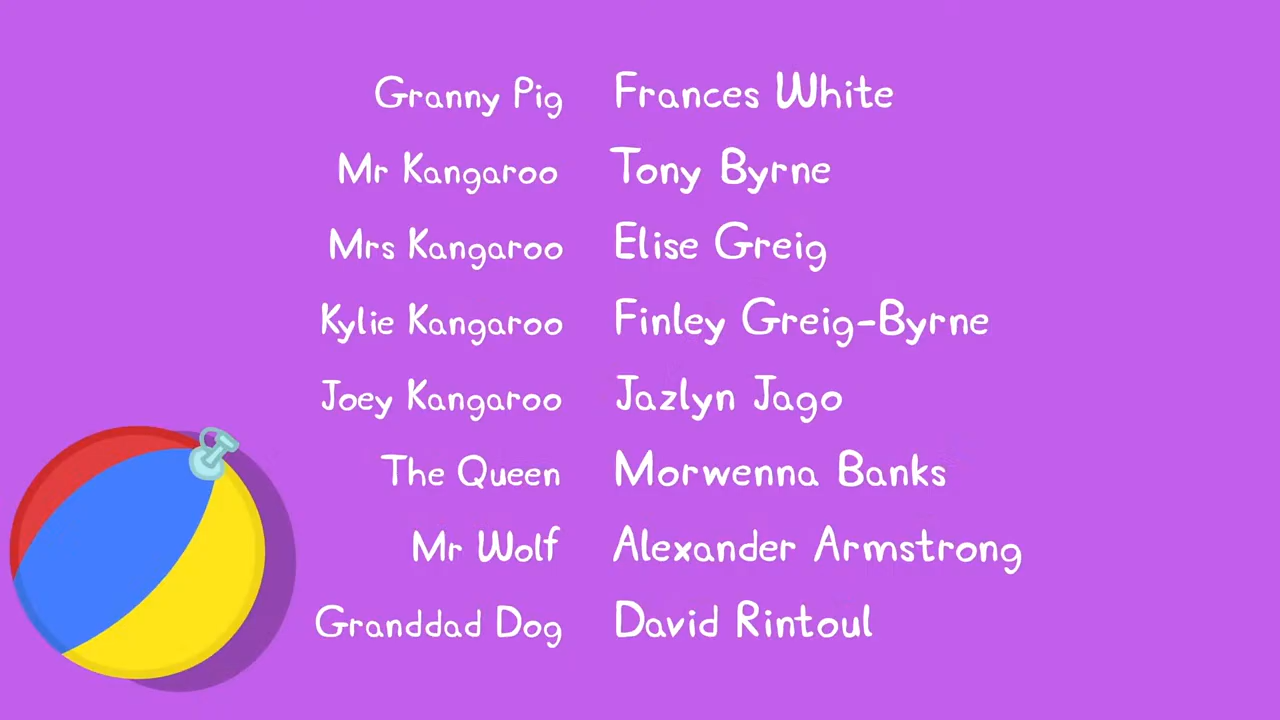 Granny Pig Frances White
Mr Kangaroo Tony Byrne
Mrs Kangaroo Elise Greig
Kylie Kangaroo Finley Greig-Byrne
Joey Kangaroo Jazlyn Jago
The Queen Morwenna Banks
Mr Wolf Alexander Armstrong
Granddad Dog David Rintoul